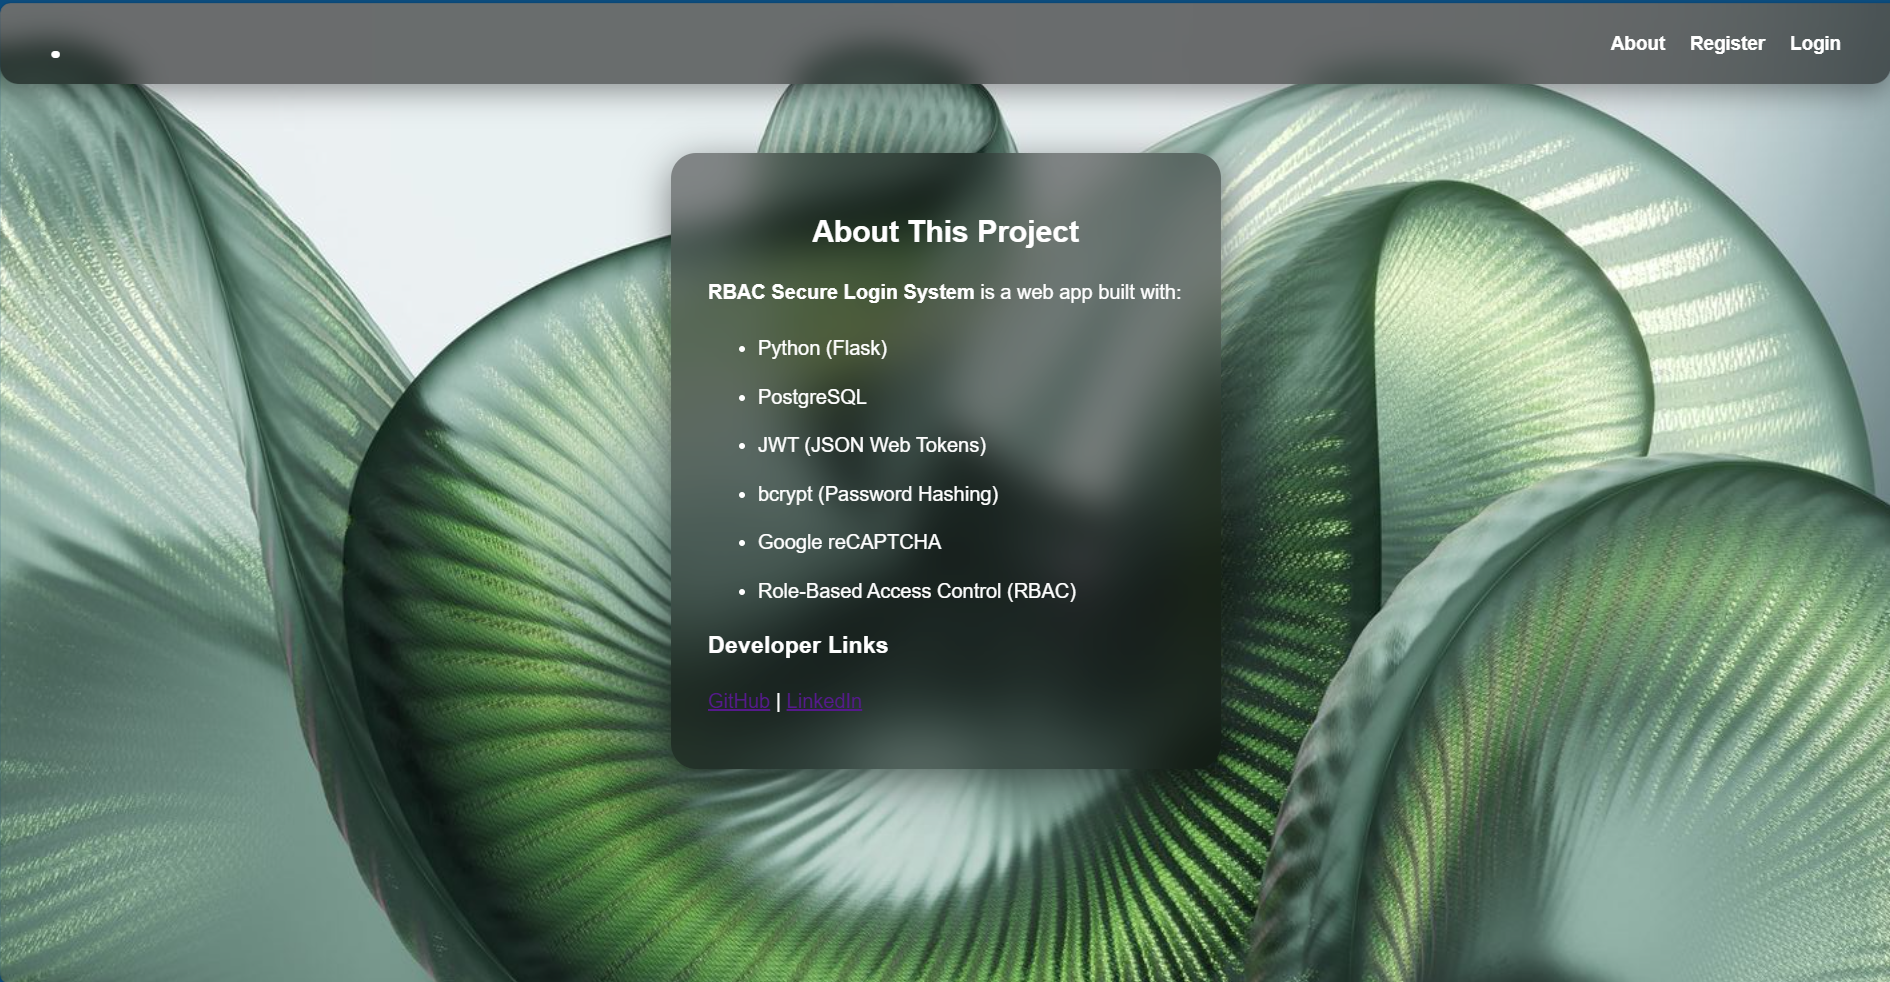 .
About Register Login
About This Project
RBAC Secure Login System is a web app built with:
• Python (Flask)
• PostgreSQL
• JWT (JSON Web Tokens)
• bcrypt (Password Hashing)
• Google reCAPTCHA
• Role-Based Access Control (RBAC)
Developer Links
GitHub | LinkedIn